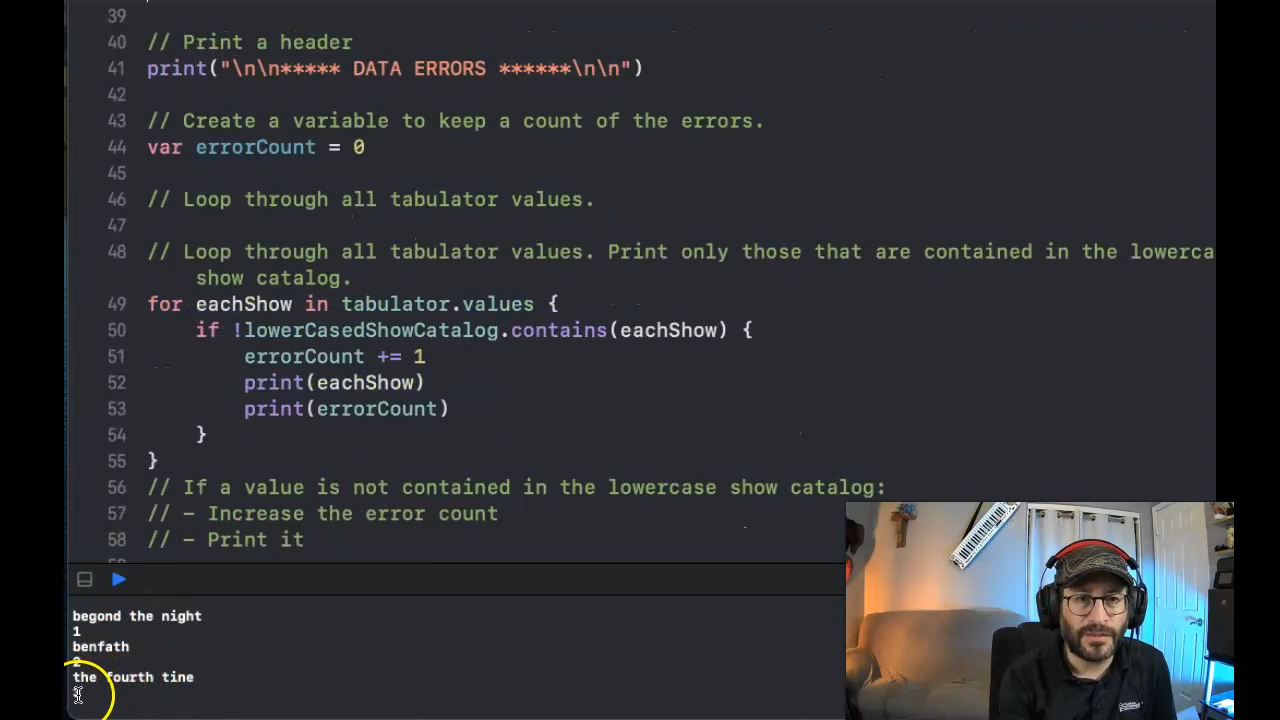 39
40 // Print a header
41 print("\n\n***** DATA ERRORS ******\n\n")
42
43 // Create a variable to keep a count of the errors.
44 var errorCount = 0
45
46 // Loop through all tabulator values.
47
48 // Loop through all tabulator values. Print only those that are contained in the lowerca
show catalog.
49 for eachShow in tabulator.values {
50 if !lowerCasedShowCatalog.contains(eachShow) {
51 errorCount += 1
52 print(eachShow)
53 print(errorCount)
54 }
55 }
56 // If a value is not contained in the lowercase show catalog:
57 // - Increase the error count
58 // - Print it
begond the night
1
benfath
2
the fourth tine